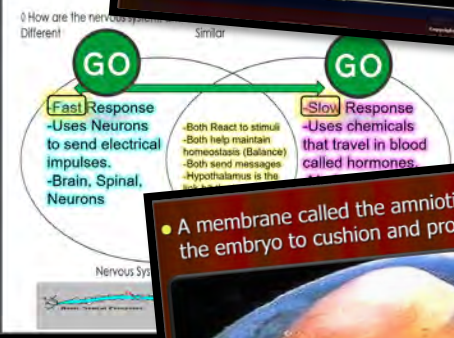 ◊ How are the nervous
Different
Similar
GO
GO
-Fast Response
-Uses Neurons
to send electrical
impulses.
-Brain, Spinal,
Neurons
-Both React to stimuli
-Both help maintain
homeostasis (Balance)
-Both send messages
-Hypothalamus is the
-Slow Response
-Uses chemicals
that travel in blood
called hormones.
Nervous Sys
• A membrane called the amnioti
the embryo to cushion and pro